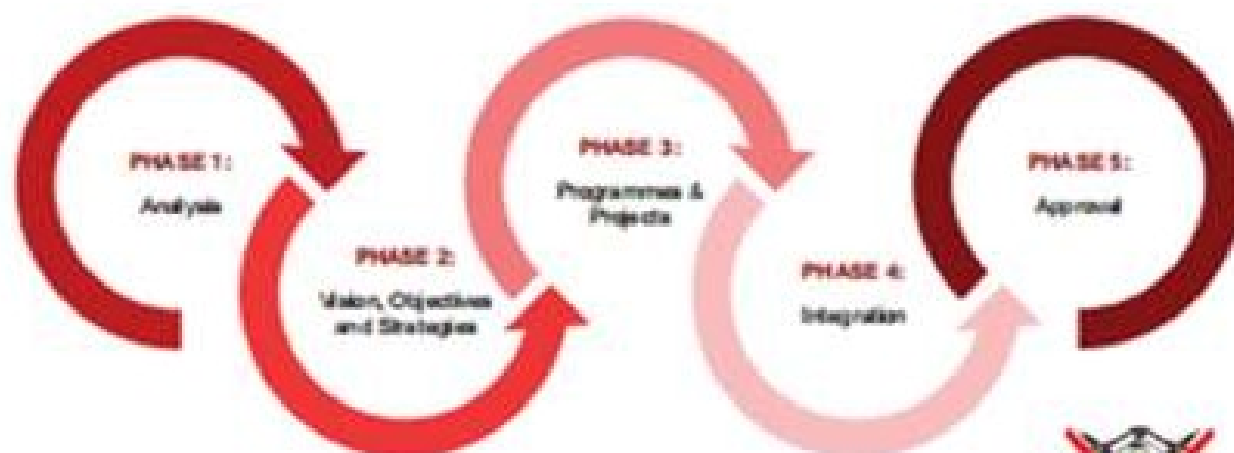 PHASE 1:
Analysis
PHASE 2:
Vision, Objectives
and Strategies
PHASE 3:
Programmes &
Projects
PHASE 4:
Integration
PHASE 5:
Approval